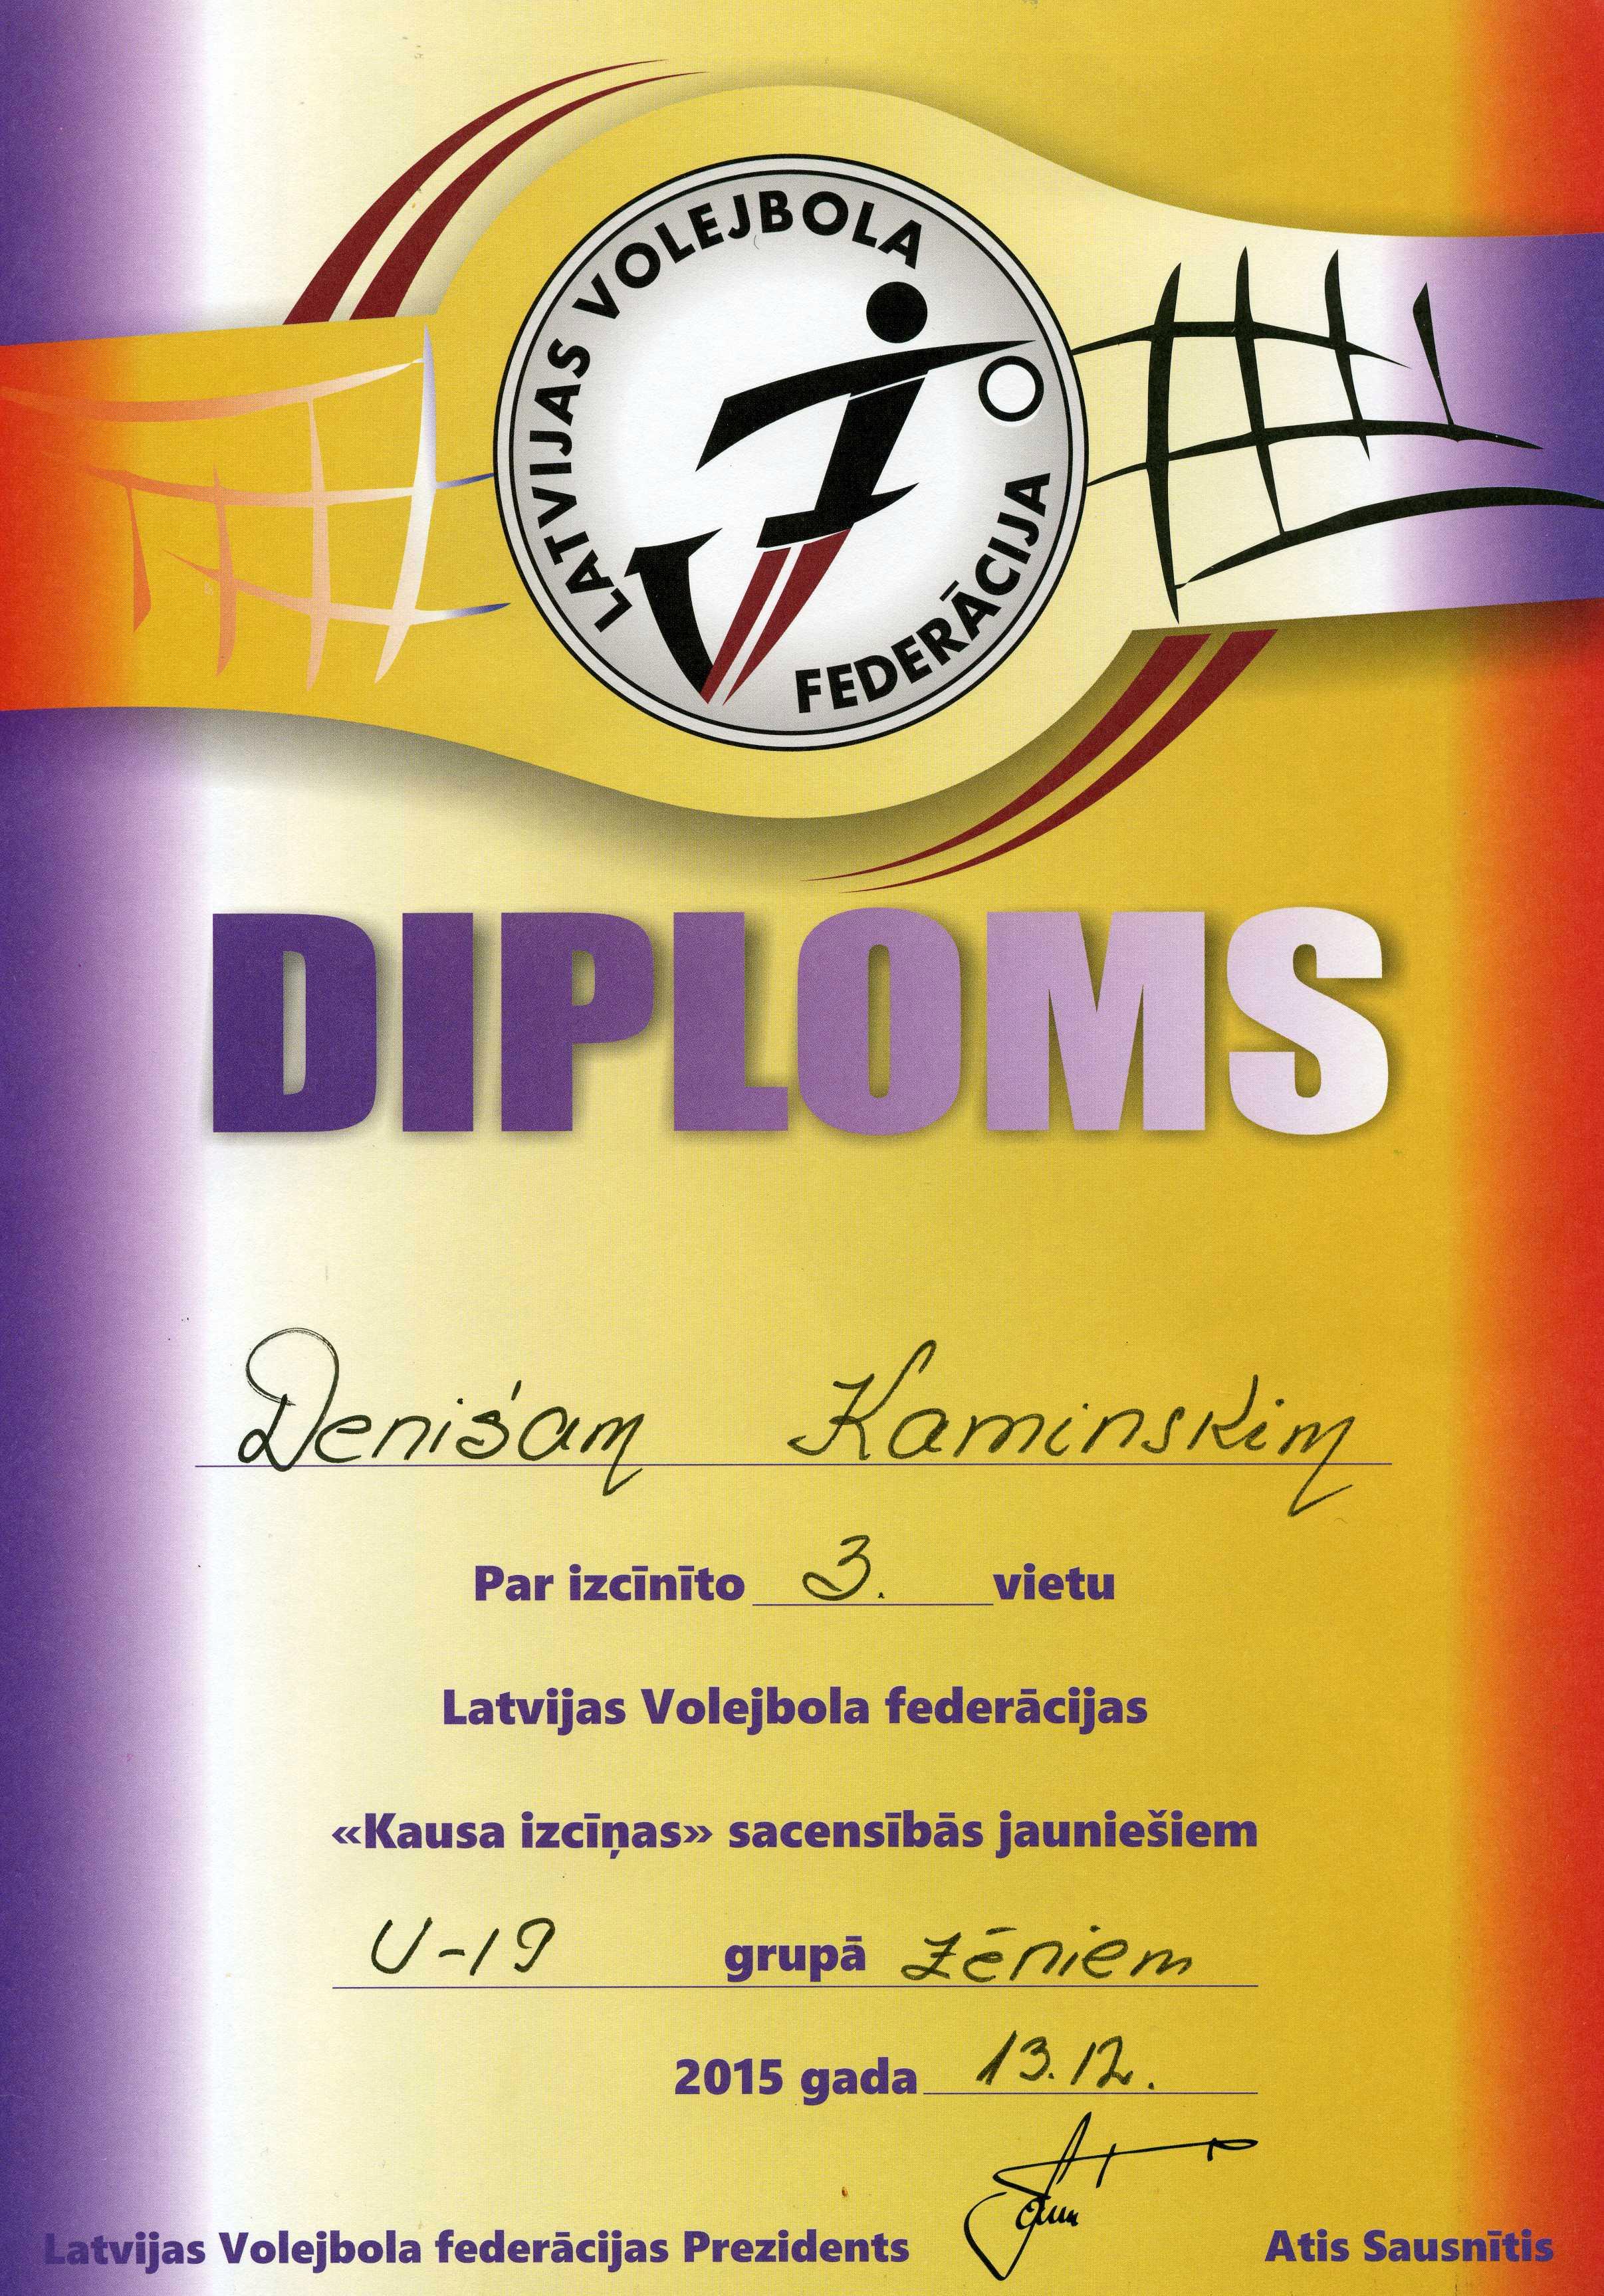 LATVIJAS VOLEJBOLA
FEDERĀCIJA
DIPLOMS
Denišam Kaminskim
Par izcīnīto 3. vietu
Latvijas Volejbola federācijas
«Kausa izcīņas» sacensībās jauniešiem
U-19 grupā zēniem
2015 gada 13.12.
Latvijas Volejbola federācijas Prezidents Atis Sausnītis